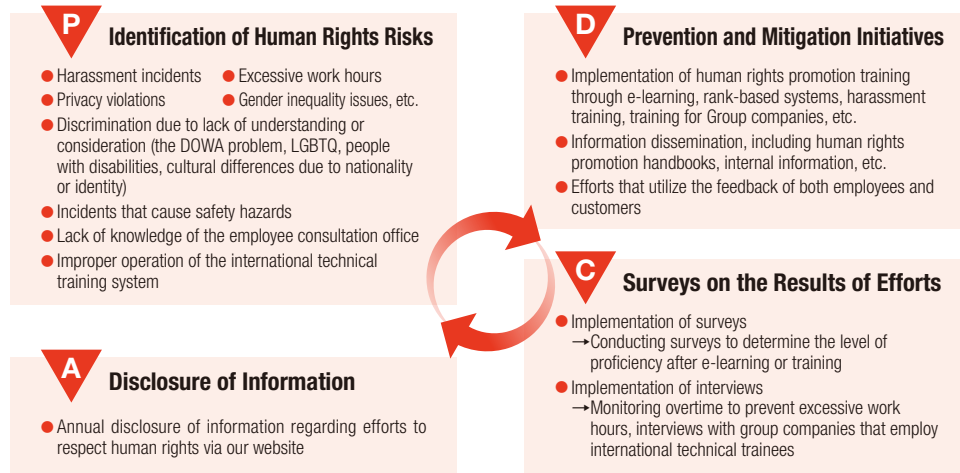 P
Identification of Human Rights Risks
● Harassment incidents ● Excessive work hours
● Privacy violations ● Gender inequality issues, etc.
● Discrimination due to lack of understanding or
consideration (the DOWA problem, LGBTQ, people
with disabilities, cultural differences due to nationality
or identity)
● Incidents that cause safety hazards
● Lack of knowledge of the employee consultation office
● Improper operation of the international technical
training system
D
Prevention and Mitigation Initiatives
● Implementation of human rights promotion training
through e-learning, rank-based systems, harassment
training, training for Group companies, etc.
● Information dissemination, including human rights
promotion handbooks, internal information, etc.
● Efforts that utilize the feedback of both employees and
customers
C
Surveys on the Results of Efforts
● Implementation of surveys
→Conducting surveys to determine the level of
proficiency after e-learning or training
● Implementation of interviews
→Monitoring overtime to prevent excessive work
hours, interviews with group companies that employ
international technical trainees
A
Disclosure of Information
● Annual disclosure of information regarding efforts to
respect human rights via our website